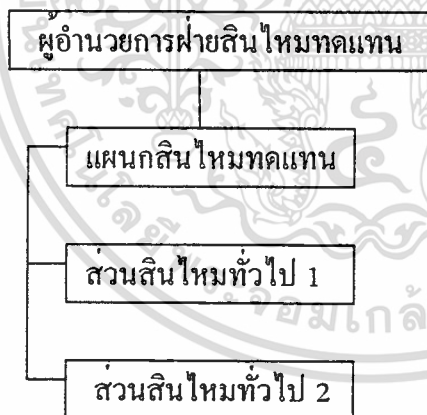 ผู้อำนวยการฝ่ายสินไหมทดแทน
แผนกสินไหมทดแทน
ส่วนสินไหมทั่วไป 1
ส่วนสินไหมทั่วไป 2